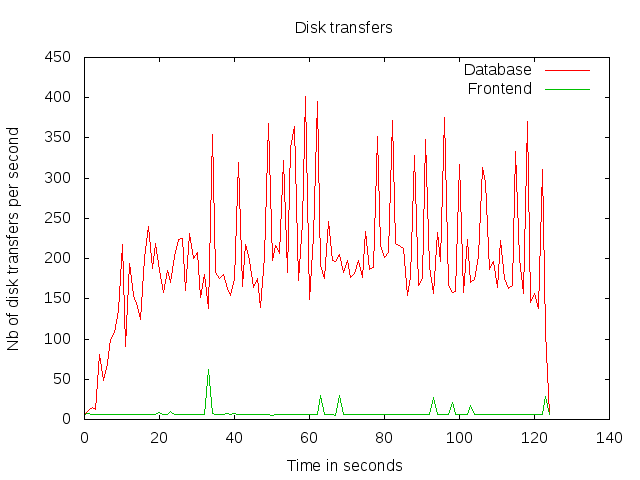 Disk transfers
Nb of disk transfers per second
450
400
350
300
250
200
150
100
50
0
Database
Frontend
0 20 40 60 80 100 120 140
Time in seconds